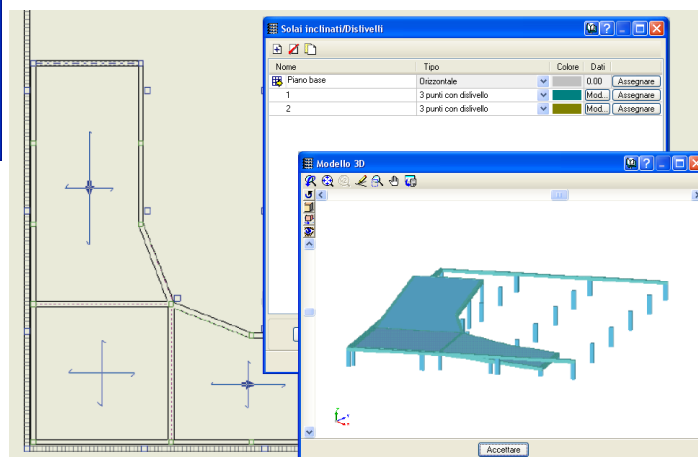 Solai inclinati/Dislivelli
Nome Tipo Colore Dati
Piano base Orizzontale 0.00 Assegnare
1 3 punti con dislivello Mod... Assegnare
2 3 punti con dislivello Mod... Assegnare
Modello 3D
Accettare